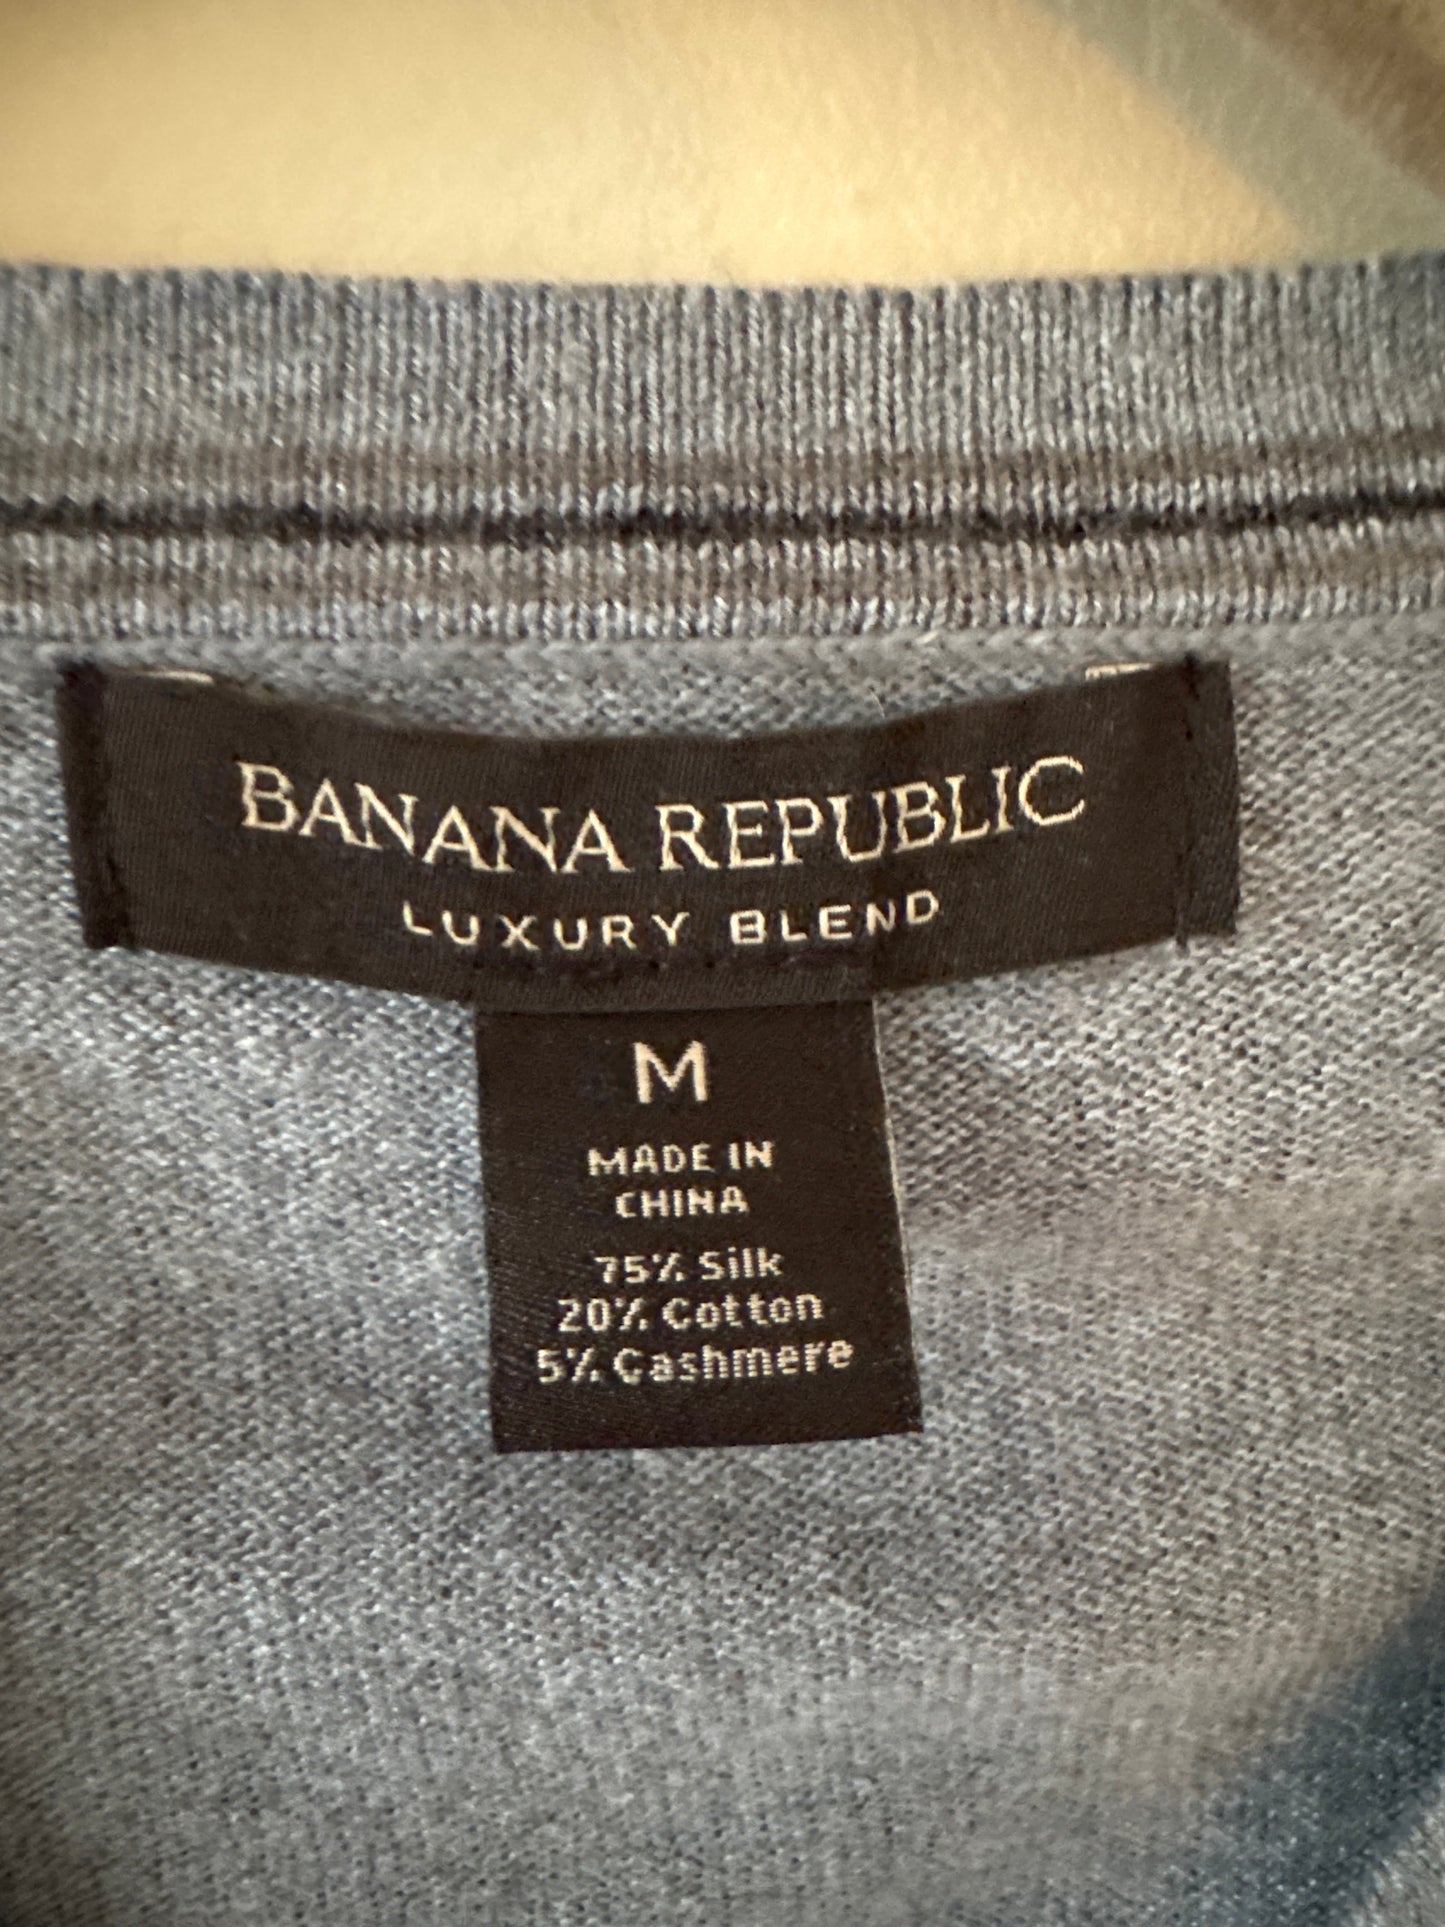 BANANA REPUBLIC
LUXURY BLEND
M
MADE IN
CHINA
75% Silk
20% Cotton
5% Cashmere